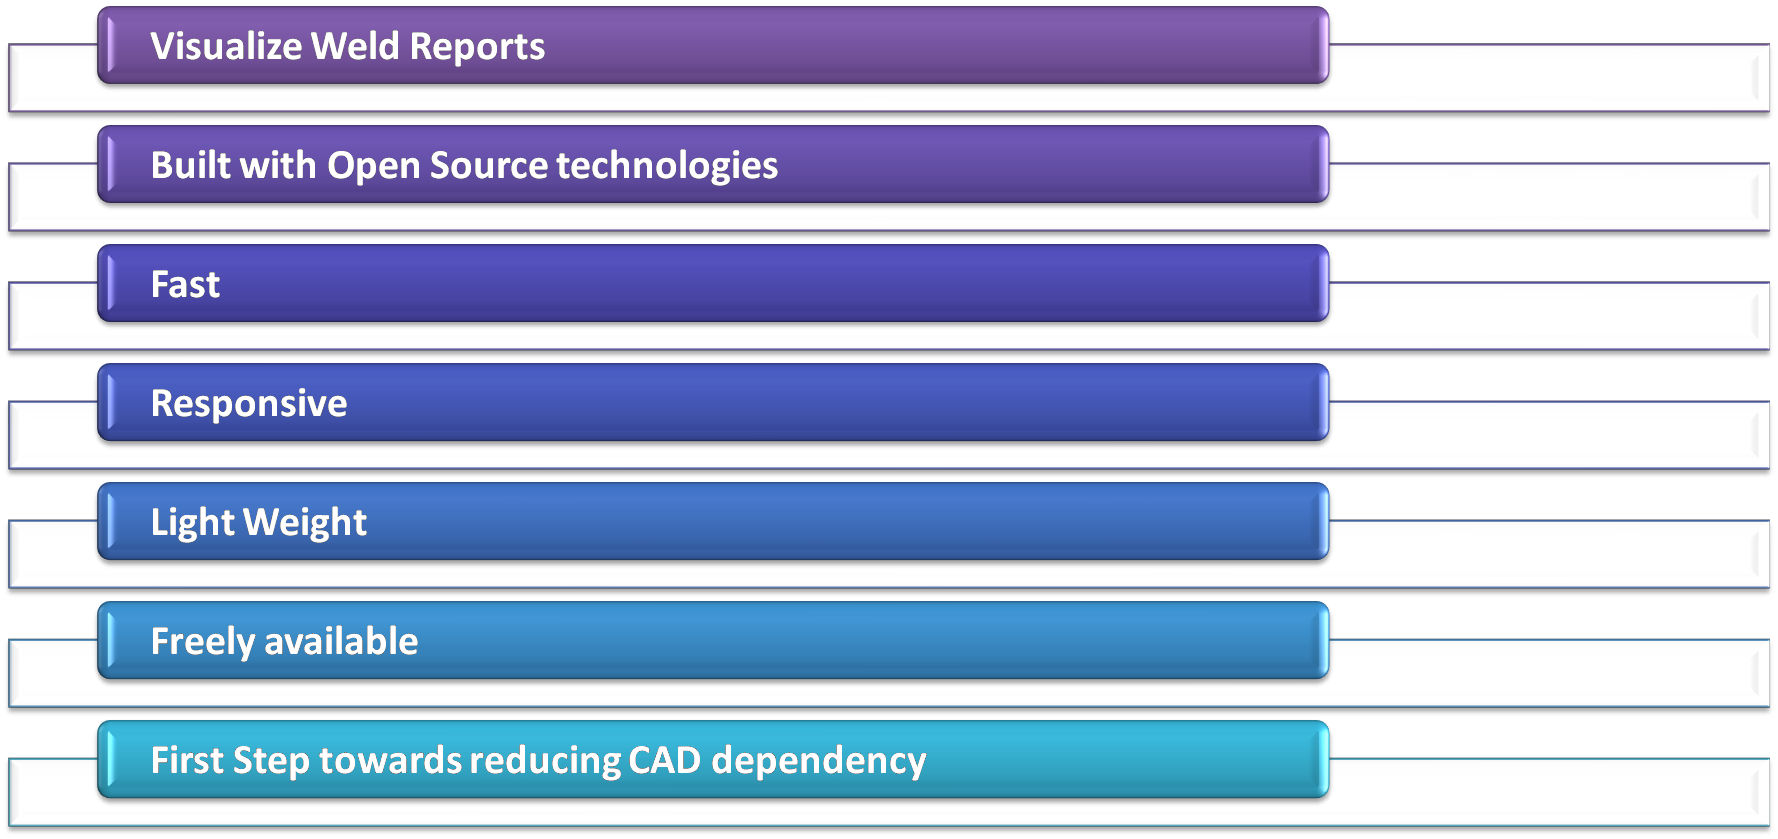 Visualize Weld Reports
Built with Open Source technologies
Fast
Responsive
Light Weight
Freely available
First Step towards reducing CAD dependency